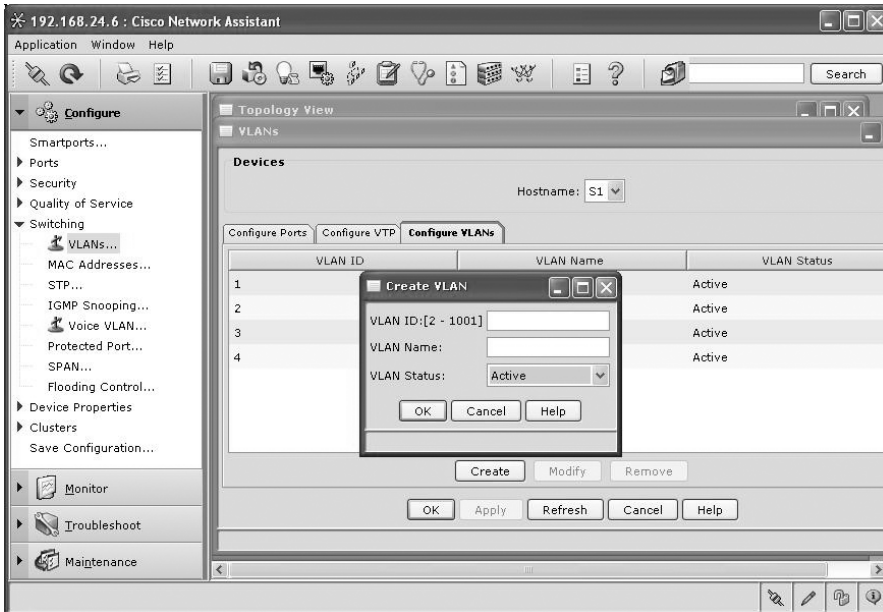 192.168.24.6 : Cisco Network Assistant
Application Window Help
Search
Configure
Smartports...
Ports
Security
Quality of Service
Switching
VLANs...
MAC Addresses...
STP...
IGMP Snooping...
Voice VLAN...
Protected Port...
SPAN...
Flooding Control...
Device Properties
Clusters
Save Configuration...
Monitor
Troubleshoot
Maintenance
Topology View
VLANs
Devices
Hostname: S1
Configure Ports Configure VTP Configure VLANs
VLAN ID VLAN Name VLAN Status
1 Active
2 Active
3 Active
4 Active
Create VLAN
VLAN ID:[2 - 1001]
VLAN Name:
VLAN Status: Active
OK Cancel Help
Create Modify Remove
OK Apply Refresh Cancel Help